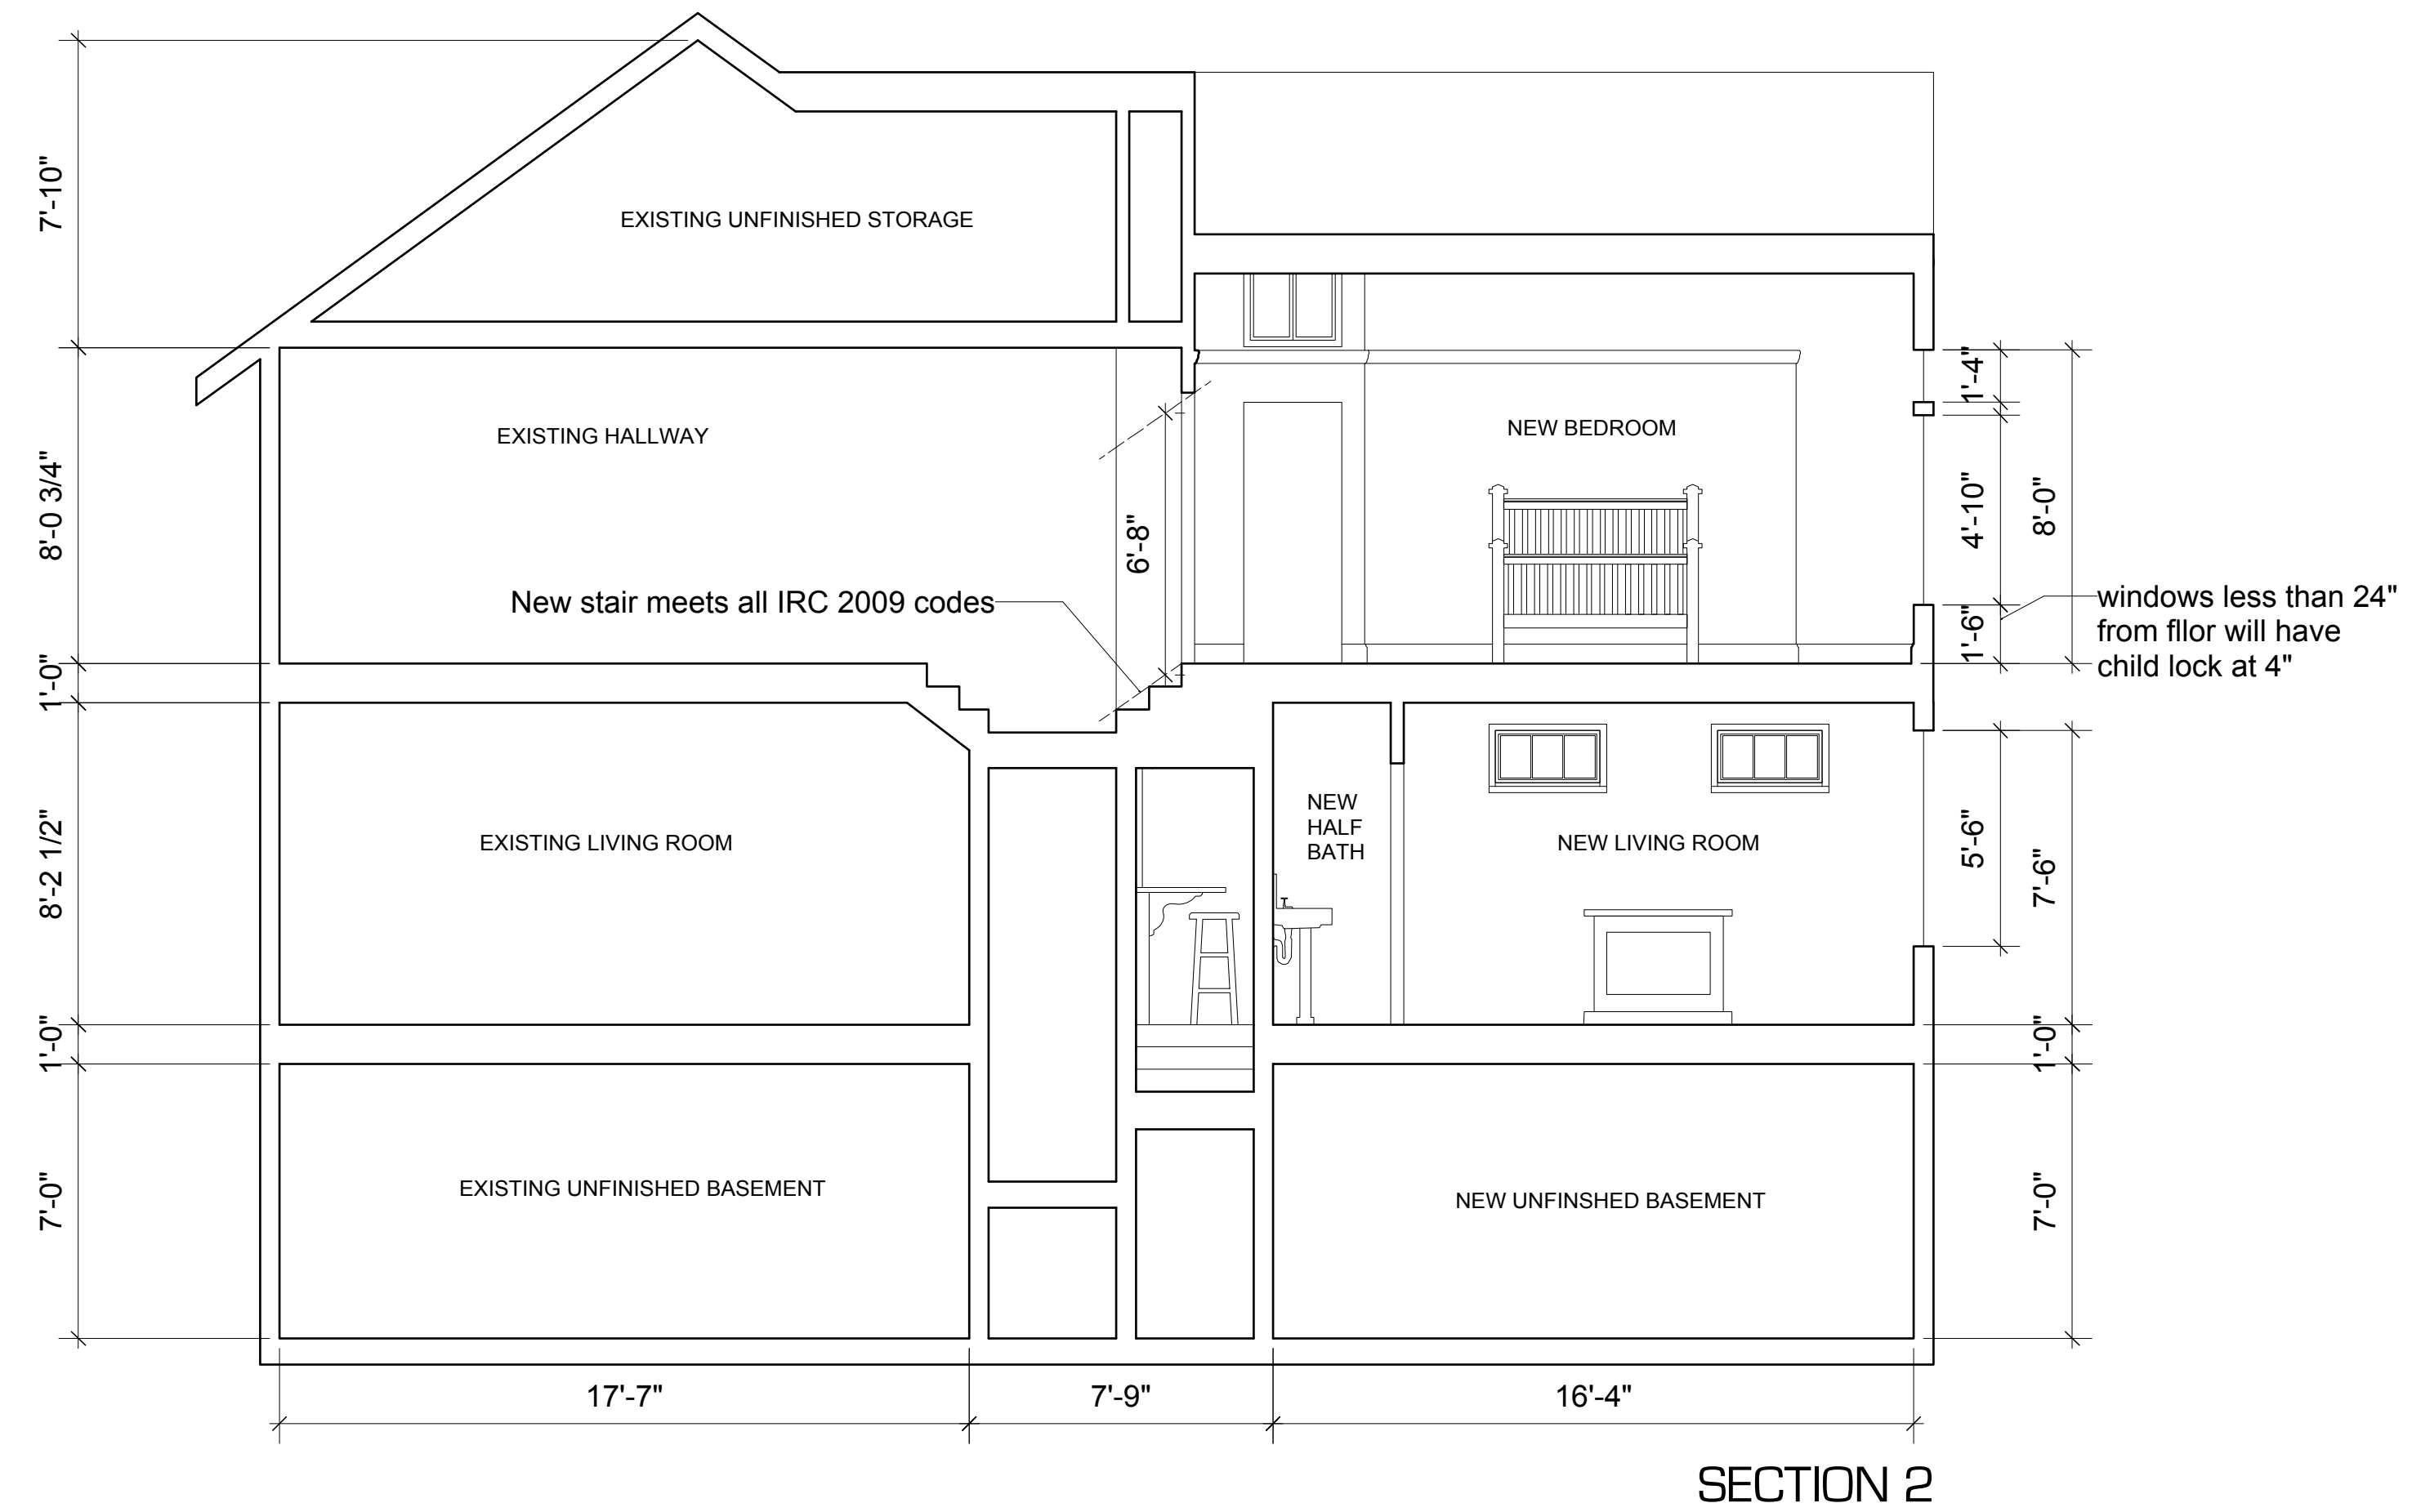 7'-10"
EXISTING UNFINISHED STORAGE
8'-0 3/4"
EXISTING HALLWAY
NEW BEDROOM
6'-8"
1'-4"
4'-10"
8'-0"
1'-6"
New stair meets all IRC 2009 codes
windows less than 24"
from fllor will have
child lock at 4"
1'-0"
8'-2 1/2"
EXISTING LIVING ROOM
NEW
HALF
BATH
NEW LIVING ROOM
5'-6"
7'-6"
1'-0"
1'-0"
7'-0"
EXISTING UNFINISHED BASEMENT
NEW UNFINSHED BASEMENT
7'-0"
17'-7"
7'-9"
16'-4"
SECTION 2